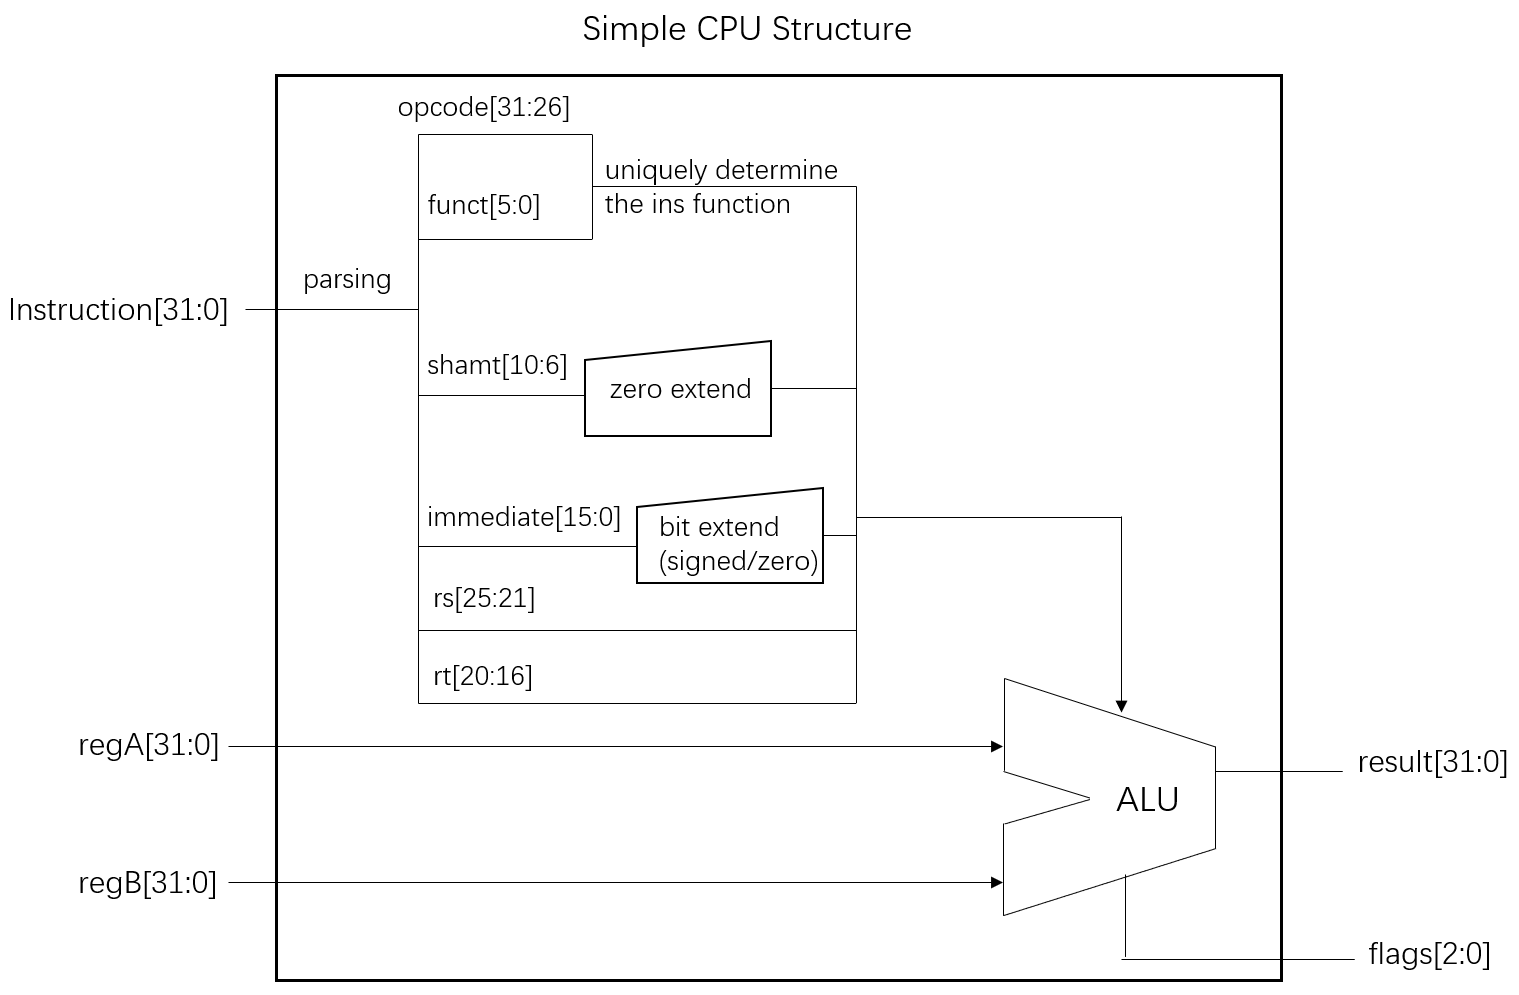 Simple CPU Structure
opcode[31:26]
uniquely determine
the ins function
funct[5:0]
parsing
Instruction[31:0]
shamt[10:6]
zero extend
immediate[15:0]
bit extend
(signed/zero)
rs[25:21]
rt[20:16]
regA[31:0]
result[31:0]
ALU
regB[31:0]
flags[2:0]